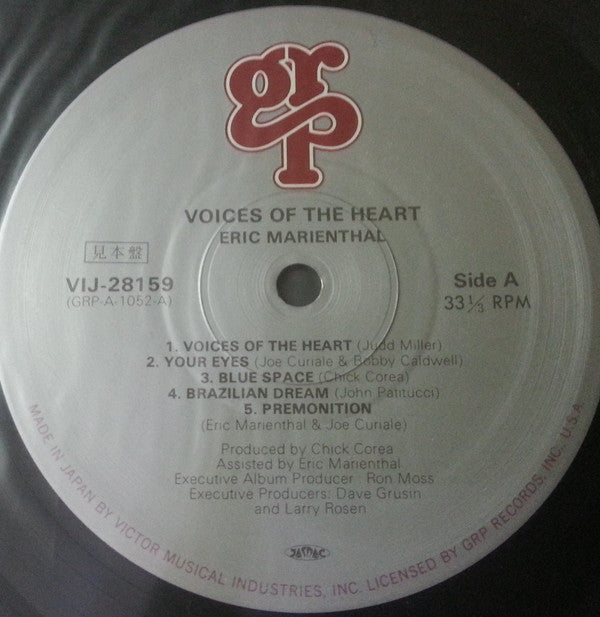 grp
VOICES OF THE HEART
ERIC MARIENTHAL
見本盤
VIJ-28159
(GRP-A-1052-A)
Side A
33⅓ RPM
1. VOICES OF THE HEART (Judd Miller)
2. YOUR EYES (Joe Curiale & Bobby Caldwell)
3. BLUE SPACE (Chick Corea)
4. BRAZILIAN DREAM (John Patitucci)
5. PREMONITION
(Eric Marienthal & Joe Curiale)
Produced by Chick Corea
Assisted by Eric Marienthal
Executive Album Producer Ron Moss
Executive Producers: Dave Grusin
and Larry Rosen
JASRAC
MADE IN JAPAN BY VICTOR MUSICAL INDUSTRIES, INC. LICENSED BY GRP RECORDS, INC. U.S.A.